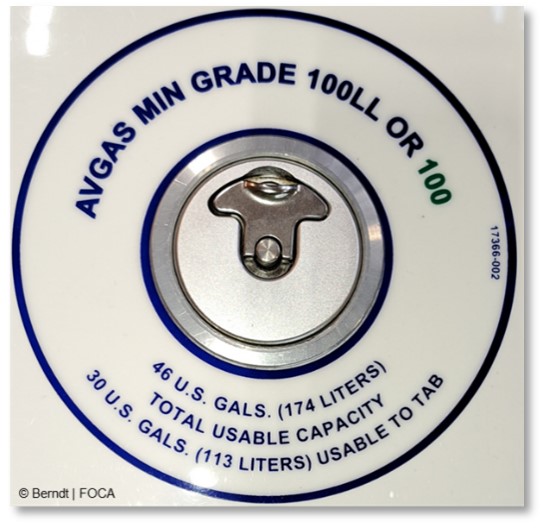 AVGAS MIN GRADE 100LL OR 100
17366-002
46 U.S. GALS. (174 LITERS)
TOTAL USABLE CAPACITY
30 U.S. GALS. (113 LITERS) USABLE TO TAB
© Berndt | FOCA